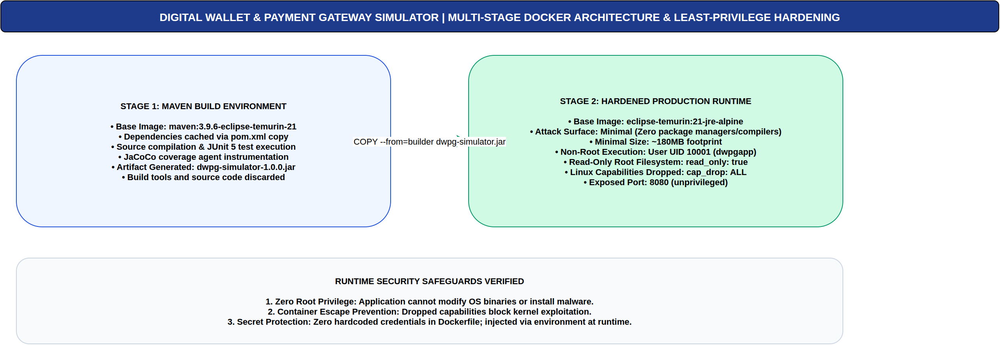 DIGITAL WALLET & PAYMENT GATEWAY SIMULATOR | MULTI-STAGE DOCKER ARCHITECTURE & LEAST-PRIVILEGE HARDENING
STAGE 1: MAVEN BUILD ENVIRONMENT
• Base Image: maven:3.9.6-eclipse-temurin-21
• Dependencies cached via pom.xml copy
• Source compilation & JUnit 5 test execution
• JaCoCo coverage agent instrumentation
• Artifact Generated: dwpg-simulator-1.0.0.jar
• Build tools and source code discarded
COPY --from=builder dwpg-simulator.jar
STAGE 2: HARDENED PRODUCTION RUNTIME
• Base Image: eclipse-temurin:21-jre-alpine
• Attack Surface: Minimal (Zero package managers/compilers)
• Minimal Size: ~180MB footprint
• Non-Root Execution: User UID 10001 (dwpgapp)
• Read-Only Root Filesystem: read_only: true
• Linux Capabilities Dropped: cap_drop: ALL
• Exposed Port: 8080 (unprivileged)
RUNTIME SECURITY SAFEGUARDS VERIFIED
1. Zero Root Privilege: Application cannot modify OS binaries or install malware.
2. Container Escape Prevention: Dropped capabilities block kernel exploitation.
3. Secret Protection: Zero hardcoded credentials in Dockerfile; injected via environment at runtime.